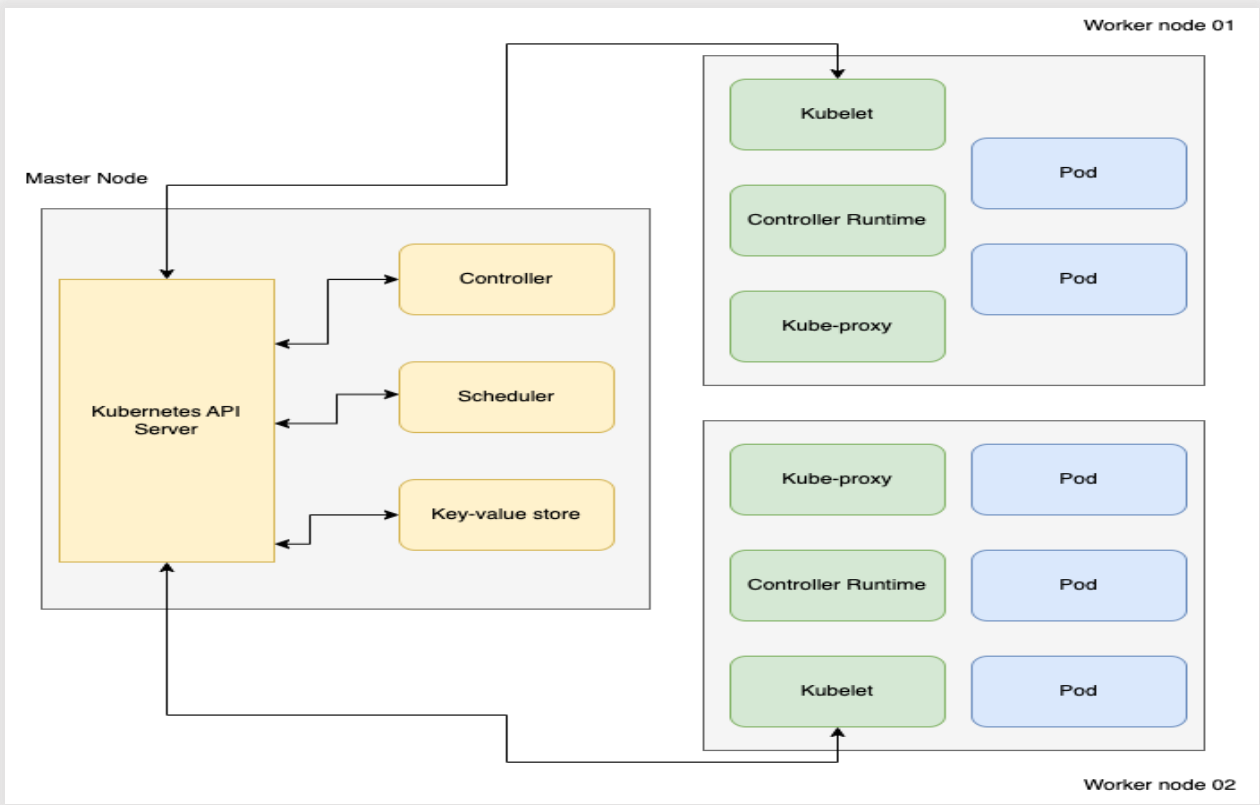 Worker node 01
Kubelet
Pod
Controller Runtime
Pod
Kube-proxy
Master Node
Controller
Kubernetes API
Server
Scheduler
Key-value store
Kube-proxy
Pod
Controller Runtime
Pod
Kubelet
Pod
Worker node 02